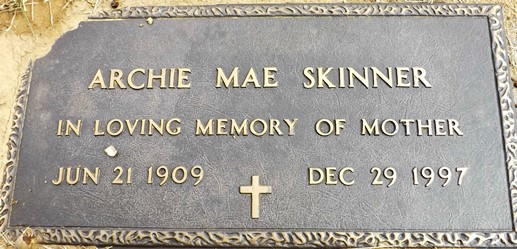 ARCHIE MAE SKINNER
IN LOVING MEMORY OF MOTHER
JUN 21 1909 DEC 29 1997